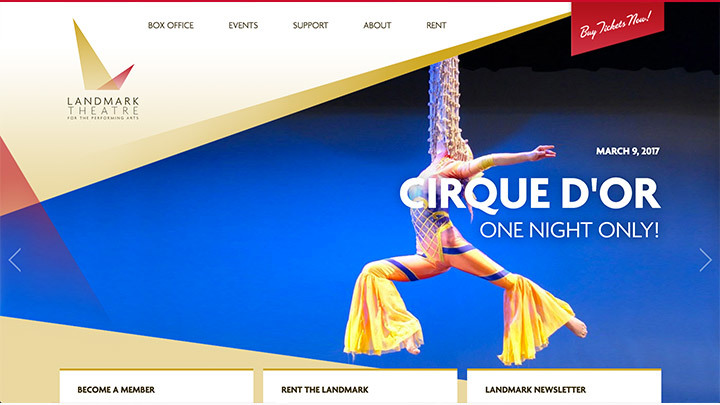 BOX OFFICE
EVENTS
SUPPORT
ABOUT
RENT
Buy Tickets Now!
LANDMARK
THEATRE
FOR THE PERFORMING ARTS
MARCH 9, 2017
CIRQUE D'OR
ONE NIGHT ONLY!
BECOME A MEMBER
RENT THE LANDMARK
LANDMARK NEWSLETTER